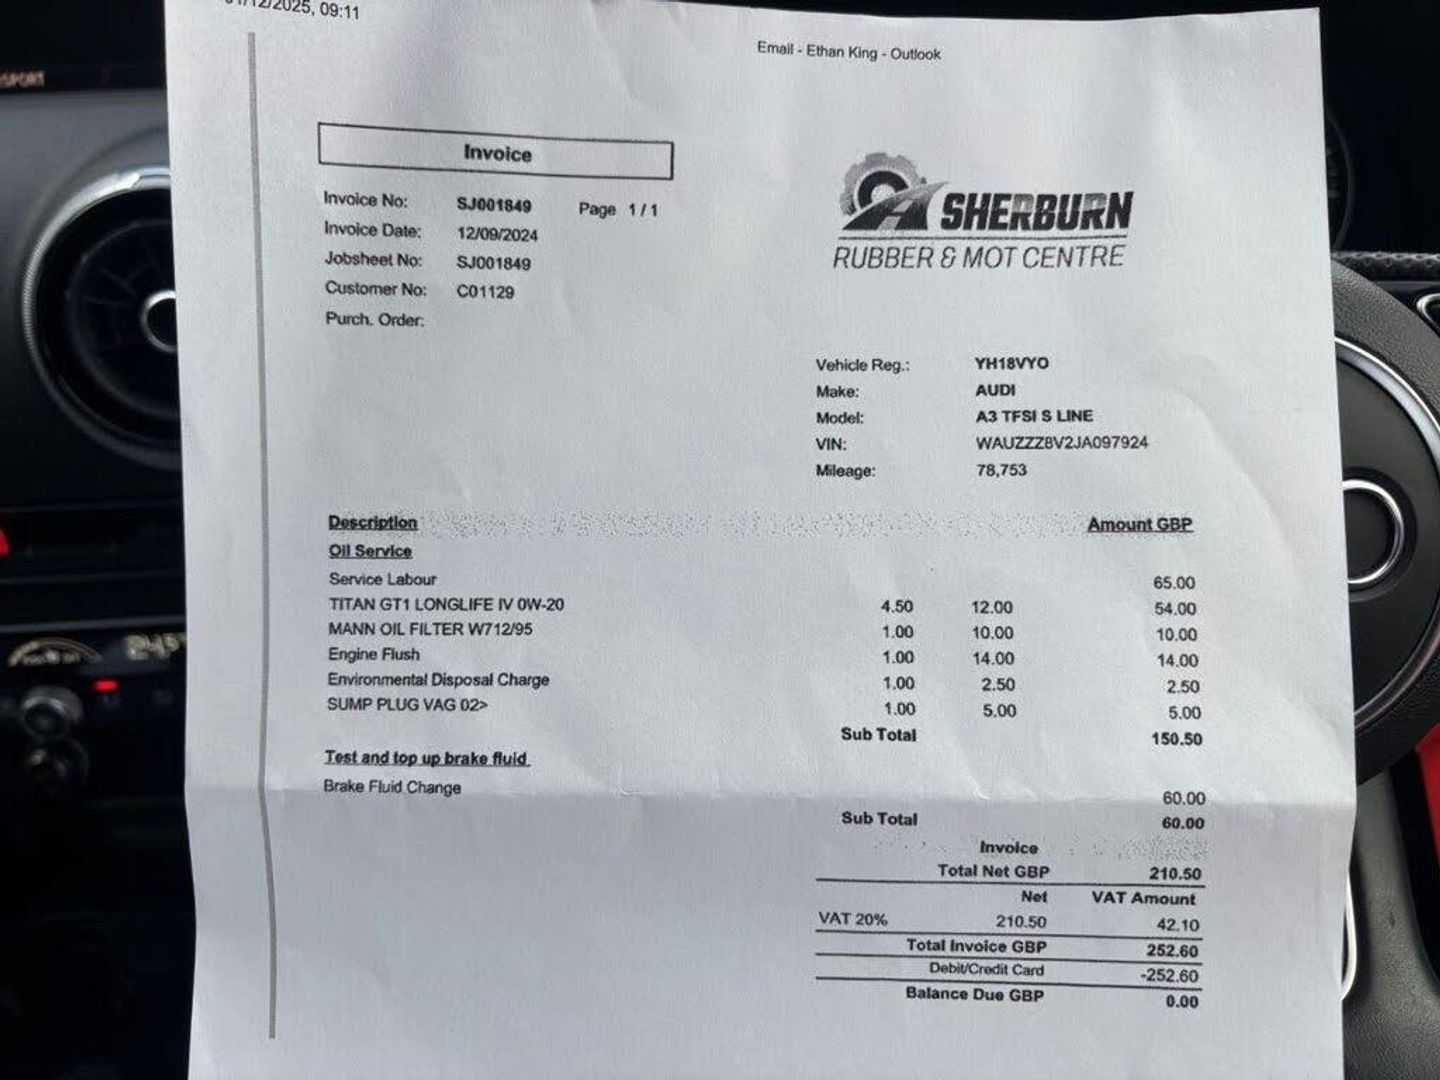 /12/2025, 09:11
Email - Ethan King - Outlook
SPORT
Invoice
Invoice No: SJ001849 Page 1 / 1
Invoice Date: 12/09/2024
Jobsheet No: SJ001849
Customer No: C01129
Purch. Order:
SHERBURN
RUBBER & MOT CENTRE
Vehicle Reg.: YH18VYO
Make: AUDI
Model: A3 TFSI S LINE
VIN: WAUZZZ8V2JA097924
Mileage: 78,753
Description Amount GBP
Oil Service
Service Labour 65.00
TITAN GT1 LONGLIFE IV 0W-20 4.50 12.00 54.00
MANN OIL FILTER W712/95 1.00 10.00 10.00
Engine Flush 1.00 14.00 14.00
Environmental Disposal Charge 1.00 2.50 2.50
SUMP PLUG VAG 02> 1.00 5.00 5.00
Sub Total 150.50
Test and top up brake fluid
Brake Fluid Change 60.00
Sub Total 60.00
Invoice
Total Net GBP 210.50
Net VAT Amount
VAT 20% 210.50 42.10
Total Invoice GBP 252.60
Debit/Credit Card -252.60
Balance Due GBP 0.00